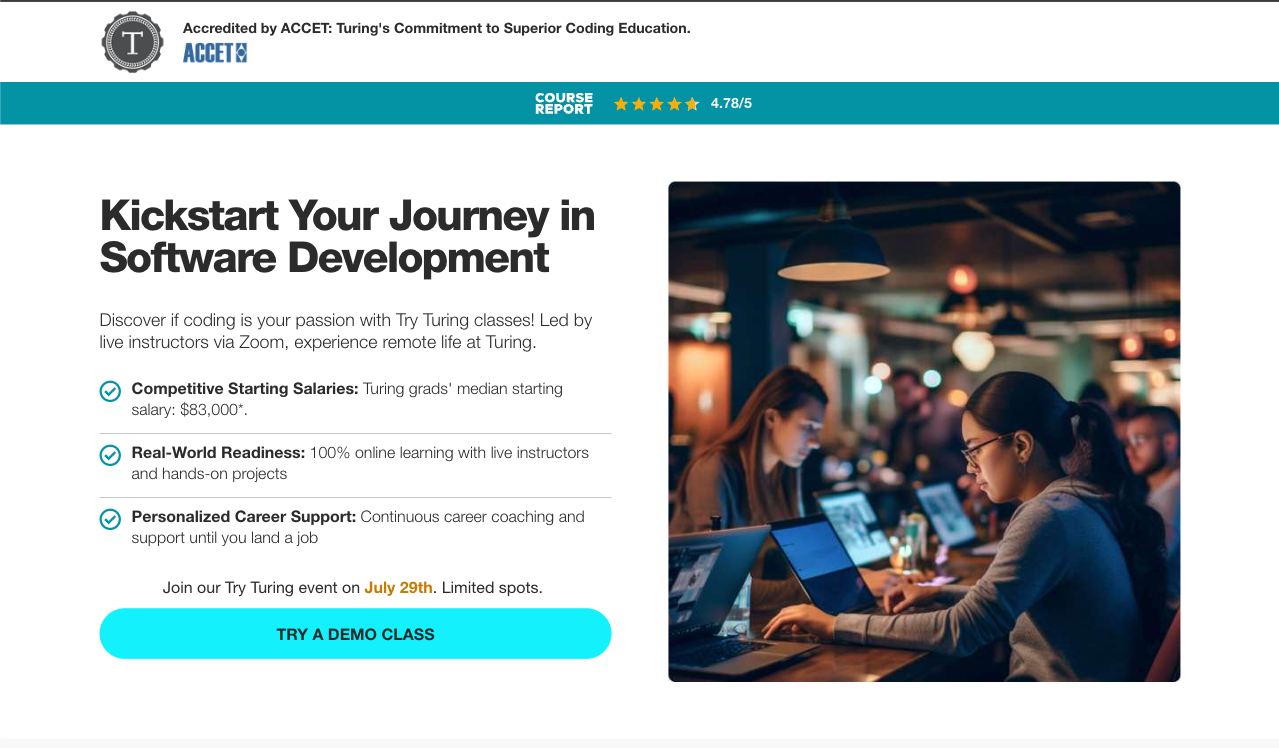 Accredited by ACCET: Turing's Commitment to Superior Coding Education.
T
ACCET
COURSE
REPORT
4.78/5
Kickstart Your Journey in
Software Development
Discover if coding is your passion with Try Turing classes! Led by
live instructors via Zoom, experience remote life at Turing.
Competitive Starting Salaries: Turing grads' median starting
salary: $83,000*.
Real-World Readiness: 100% online learning with live instructors
and hands-on projects
Personalized Career Support: Continuous career coaching and
support until you land a job
Join our Try Turing event on July 29th. Limited spots.
TRY A DEMO CLASS